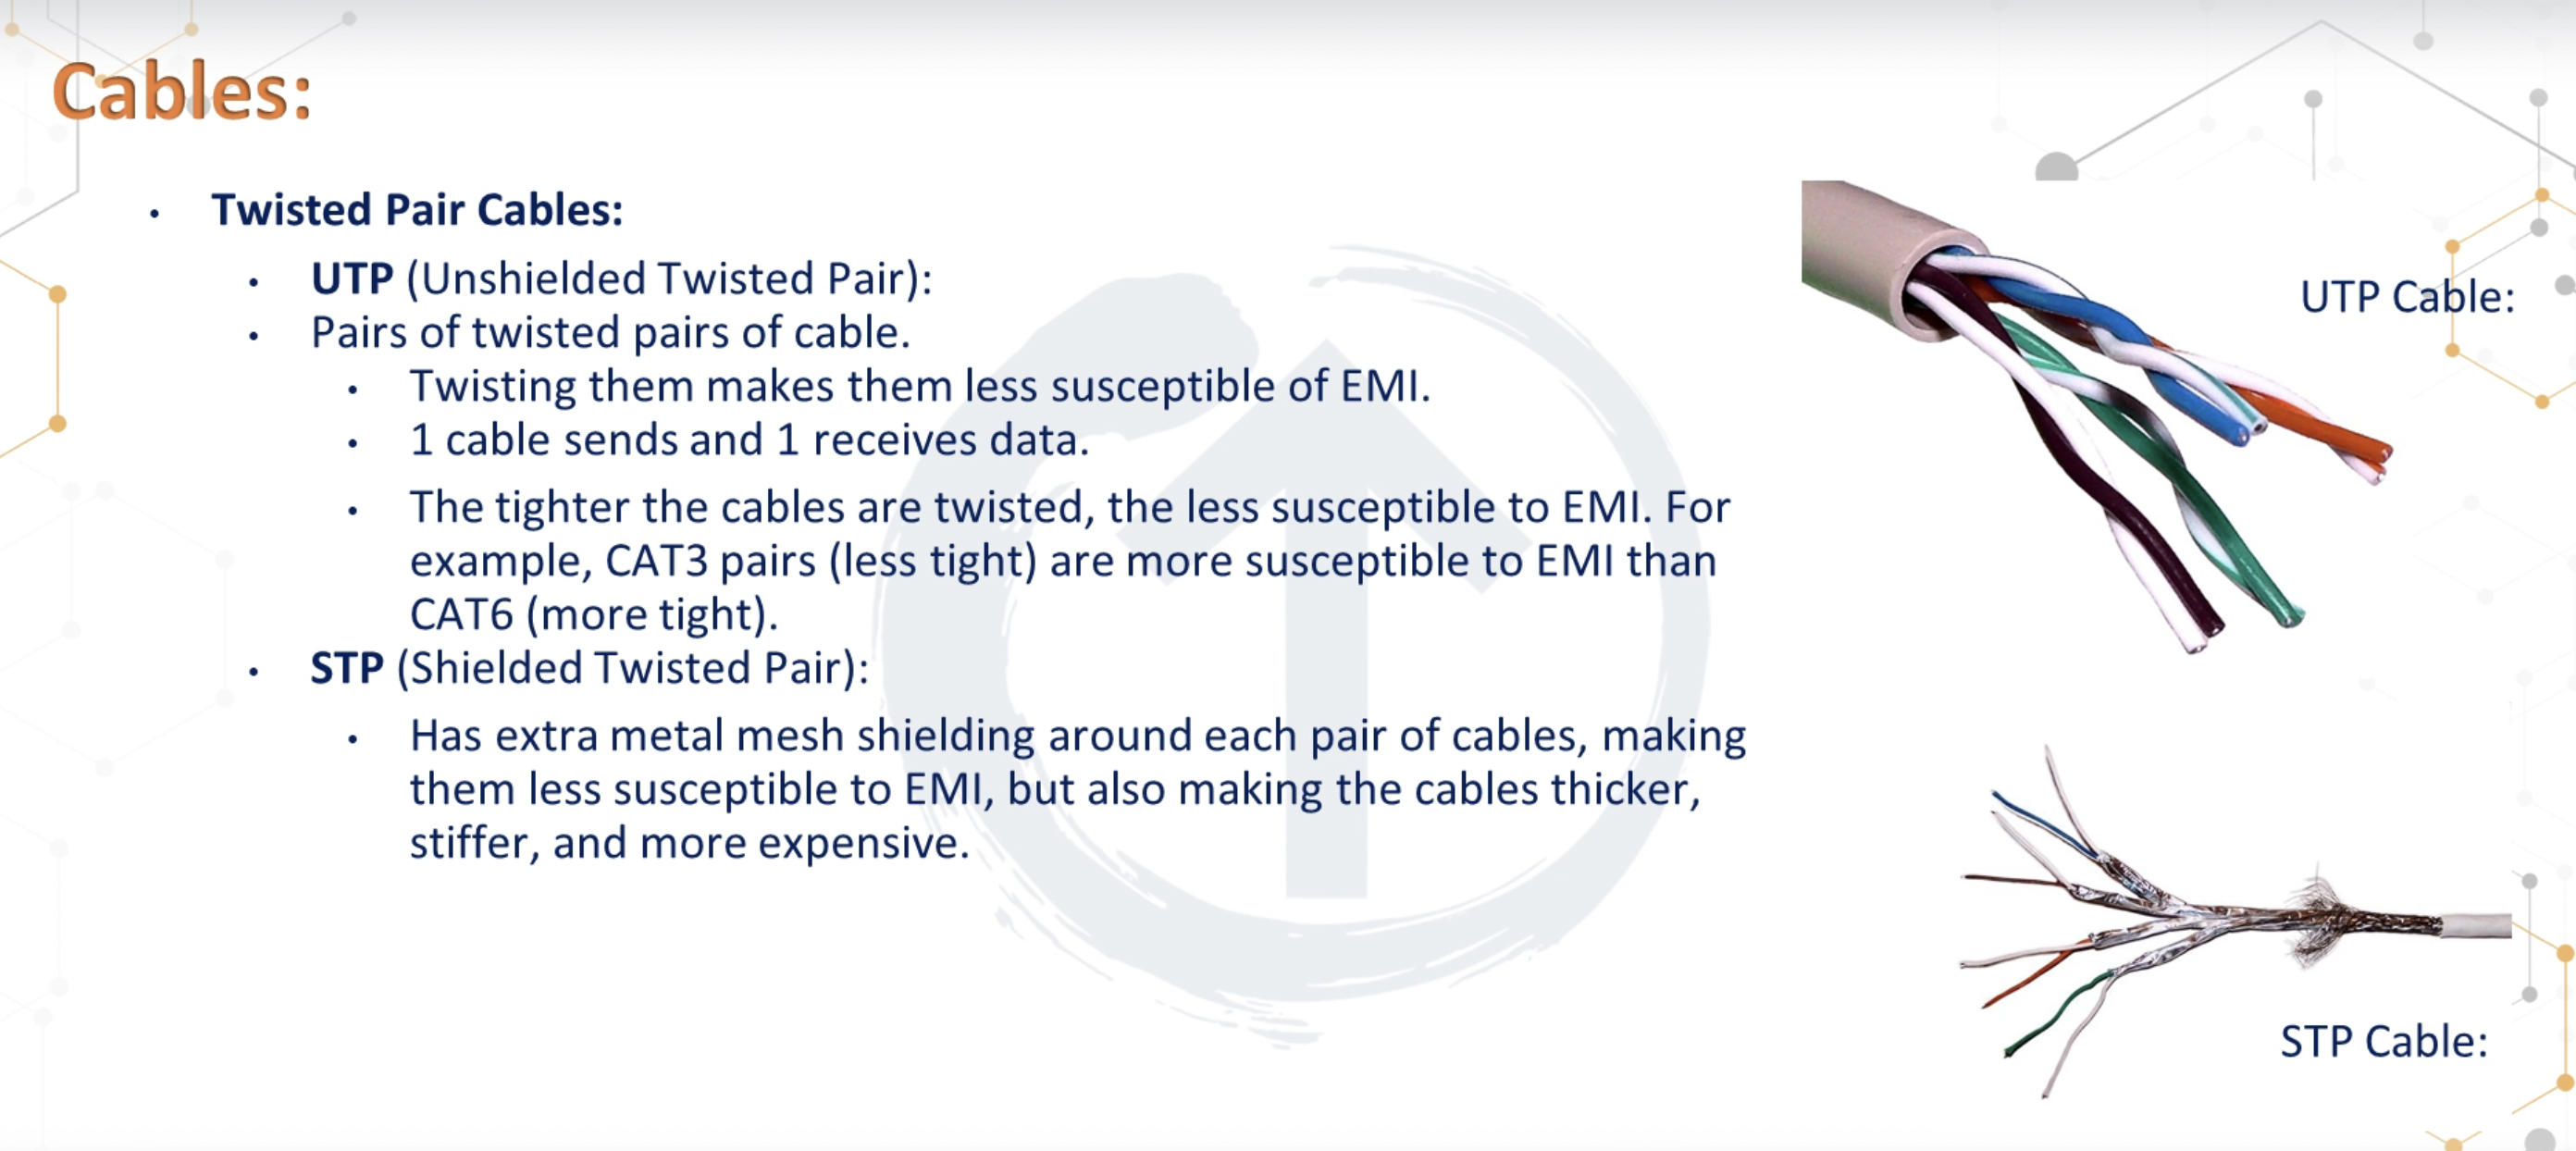 Cables:
Twisted Pair Cables:
UTP (Unshielded Twisted Pair):
Pairs of twisted pairs of cable.
Twisting them makes them less susceptible of EMI.
1 cable sends and 1 receives data.
The tighter the cables are twisted, the less susceptible to EMI. For
example, CAT3 pairs (less tight) are more susceptible to EMI than
CAT6 (more tight).
STP (Shielded Twisted Pair):
Has extra metal mesh shielding around each pair of cables, making
them less susceptible to EMI, but also making the cables thicker,
stiffer, and more expensive.
UTP Cable:
STP Cable: